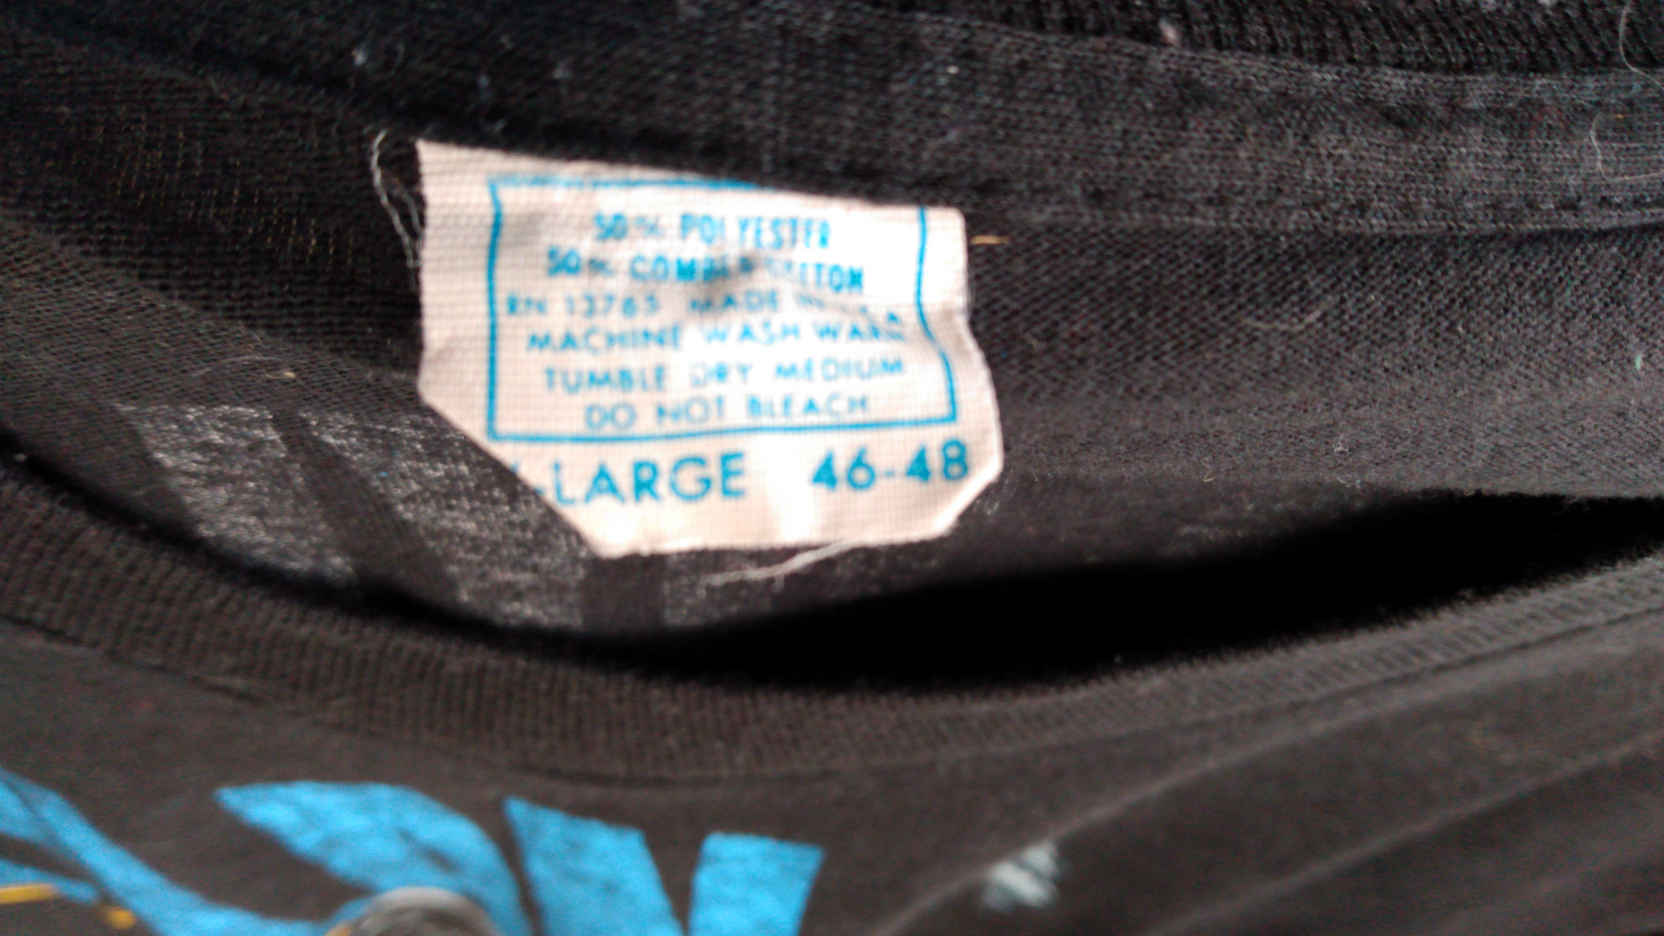 50% POLYESTER
50% COMBED COTTON
RN 13765 MADE IN U.S.A
MACHINE WASH WARM
TUMBLE DRY MEDIUM
DO NOT BLEACH
X-LARGE 46-48